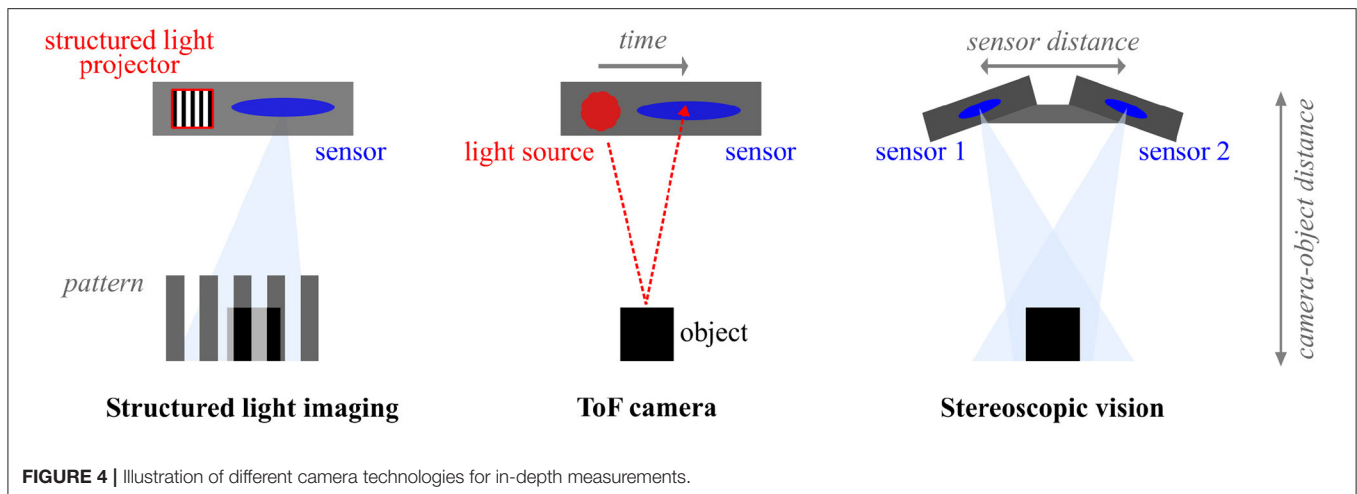 structured light
projector
sensor
pattern
Structured light imaging
time
light source
sensor
object
ToF camera
sensor distance
sensor 1
sensor 2
camera-object distance
Stereoscopic vision
FIGURE 4 | Illustration of different camera technologies for in-depth measurements.